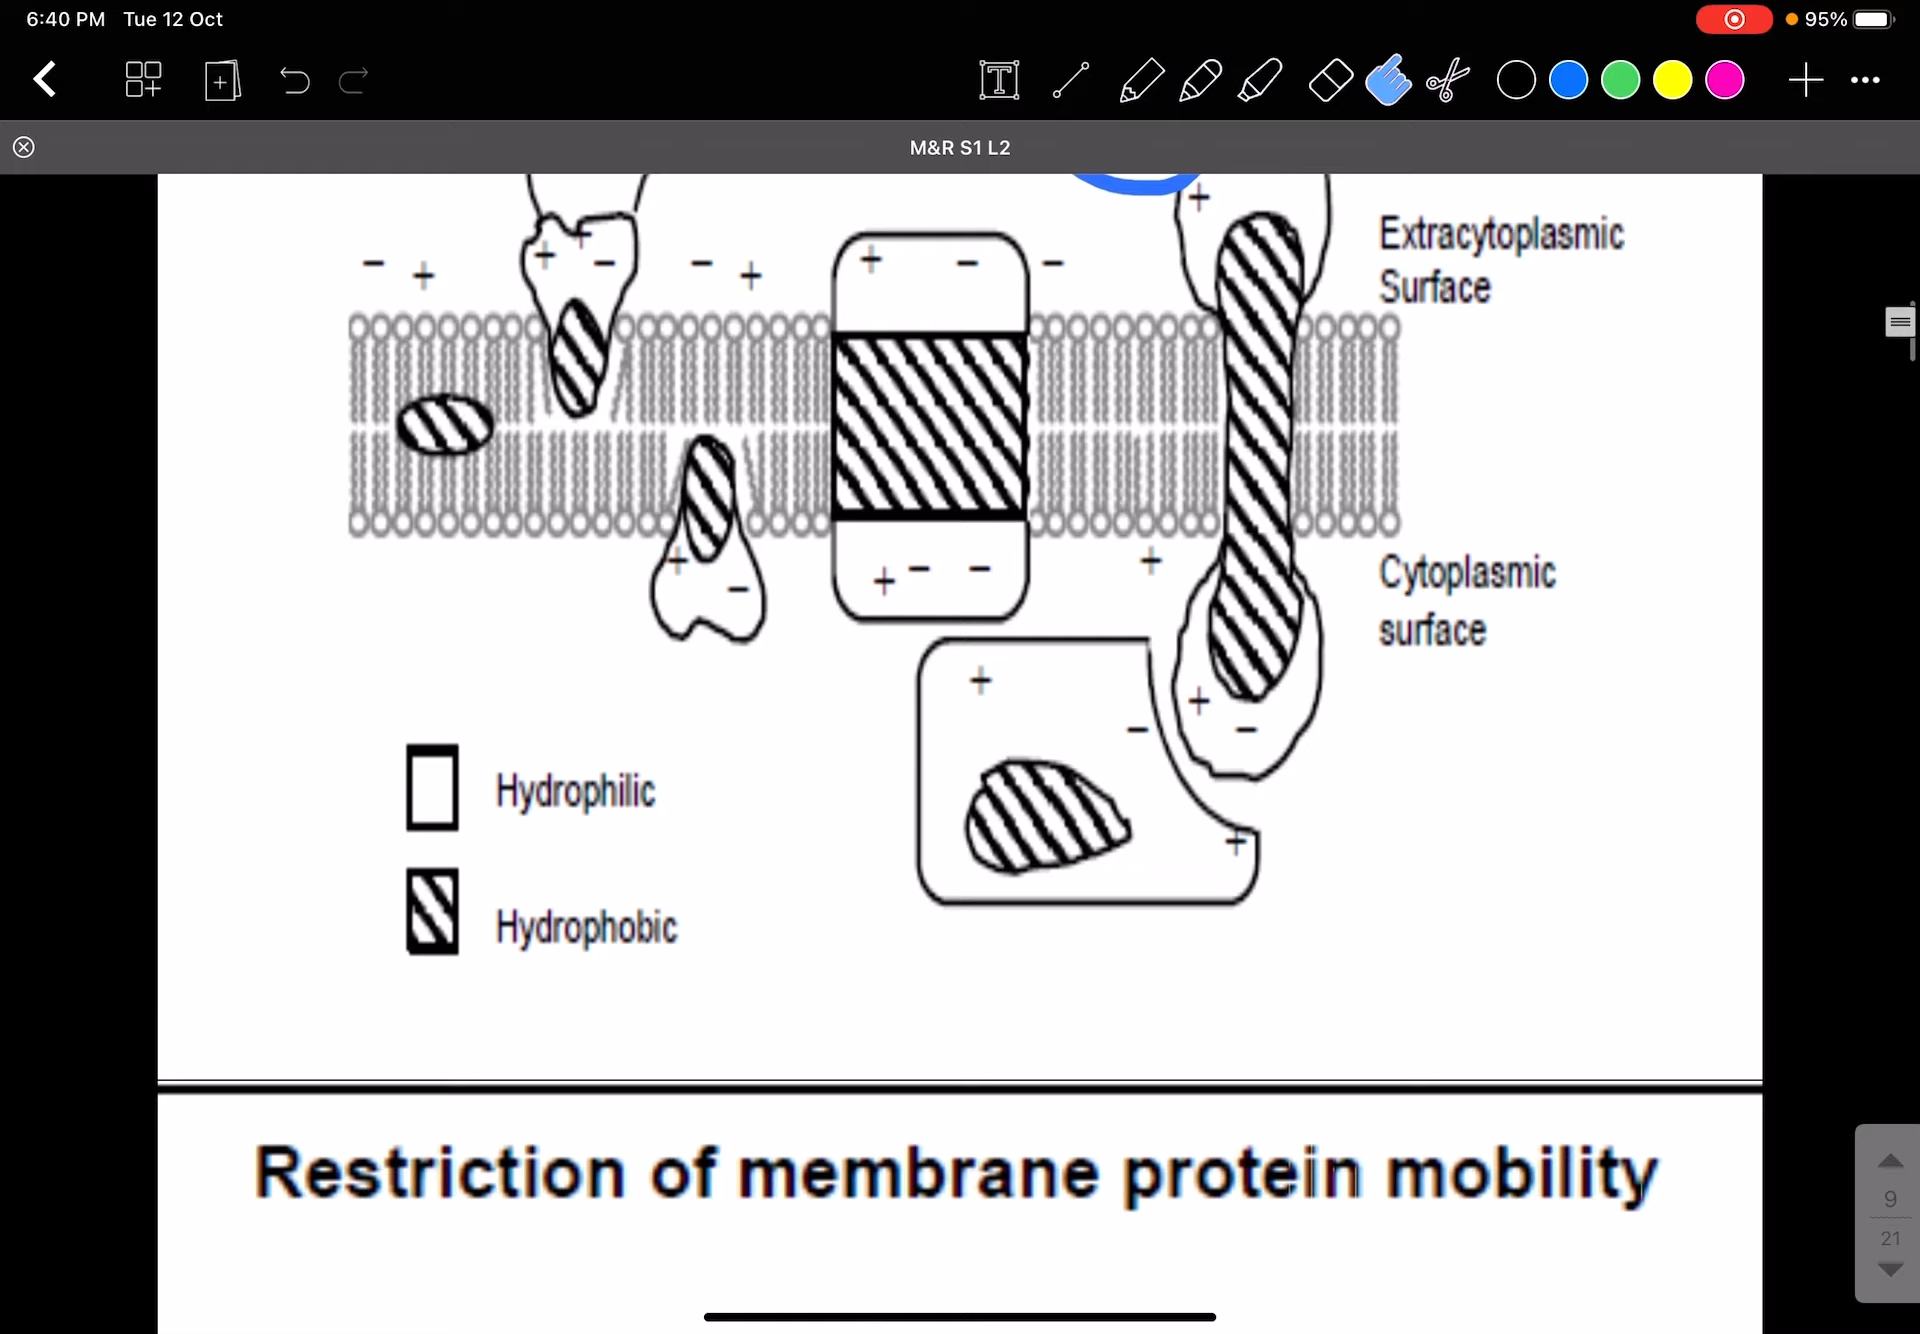 6:40 PM Tue 12 Oct
95%
T
M&R S1 L2
+
+ + -
- +
- +
+ - -
Extracytoplasmic
Surface
+ -
+ - -
+
Cytoplasmic
surface
+
-
+ -
+
Hydrophilic
Hydrophobic
Restriction of membrane protein mobility
9
21